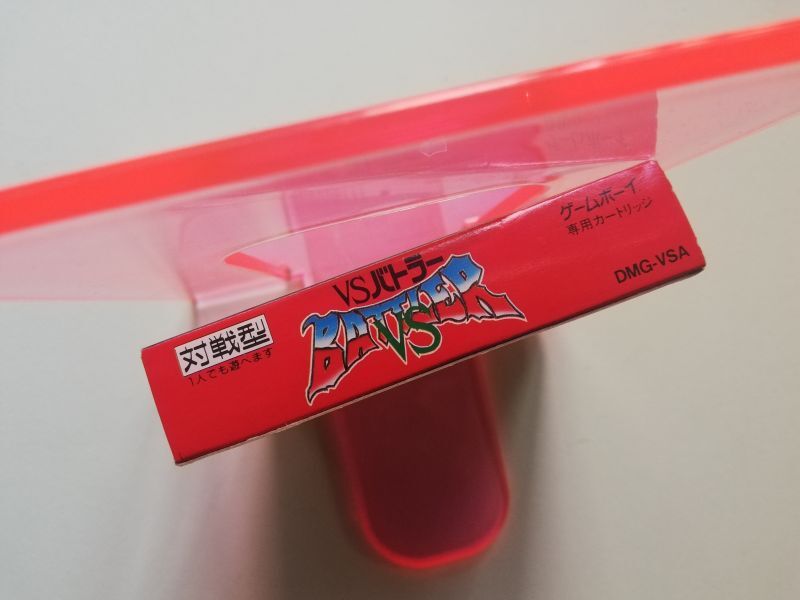 対戦型
1人でも遊べます
VSバトラー
BATTLER
VS
ゲームボーイ
専用カートリッジ
DMG-VSA